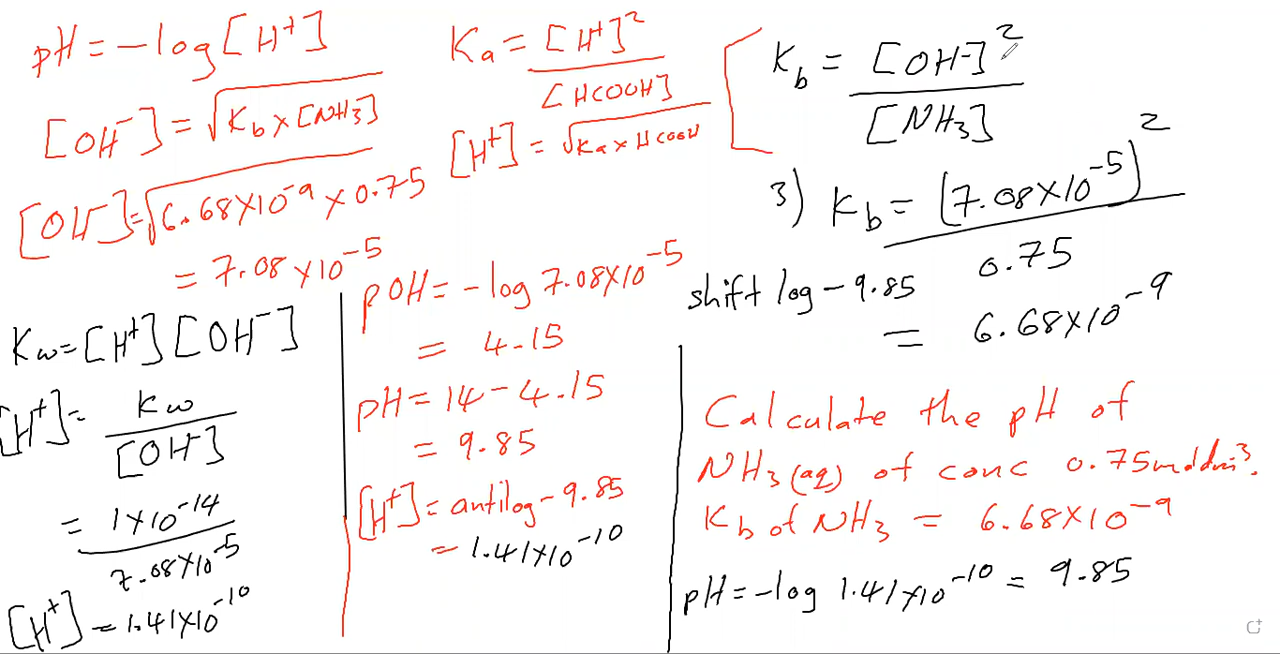 pH = -log [H⁺]
[OH⁻] = √Kb × [NH3]
[OH⁻] = √6.68×10⁻⁹ × 0.75
= 7.08 × 10⁻⁵
Ka = [H⁺]²
[HCOOH]
[H⁺] = √Ka × HCOOH
Kb = [OH⁻]²
[NH3]
3) Kb = (7.08×10⁻⁵)²
0.75
shift log - 9.85
= 6.68×10⁻⁹
Kw = [H⁺] [OH⁻]
[H⁺] = Kw
[OH⁻]
= 1×10⁻¹⁴
7.08×10⁻⁵
[H⁺] = 1.41×10⁻¹⁰
pOH = -log 7.08×10⁻⁵
= 4.15
pH = 14 - 4.15
= 9.85
[H⁺] = antilog - 9.85
= 1.41×10⁻¹⁰
Calculate the pH of
NH3 (aq) of conc 0.75moldm⁻³.
Kb of NH3 = 6.68×10⁻⁹
pH = -log 1.41×10⁻¹⁰ = 9.85